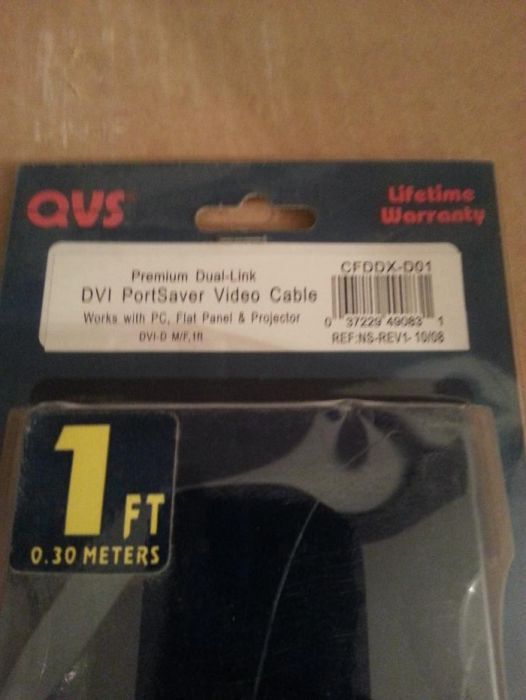 QVS
Lifetime
Warranty
Premium Dual-Link
DVI PortSaver Video Cable
Works with PC, Flat Panel & Projector
DVI-D M/F,1ft
CFDDX-D01
0 37229 49083 1
REF:NS-REV1- 10/08
1 FT
0.30 METERS